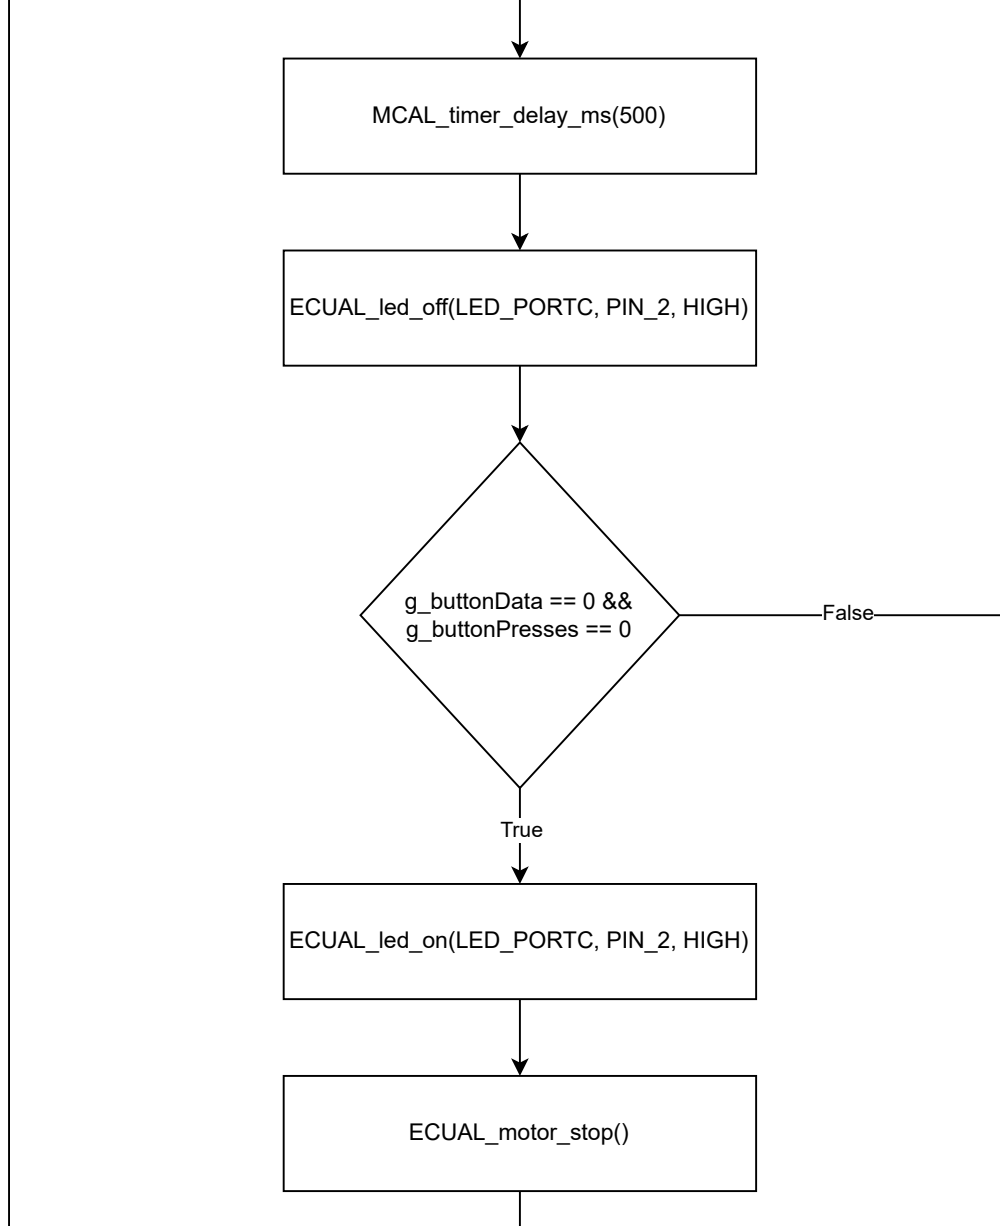 MCAL_timer_delay_ms(500)
ECUAL_led_off(LED_PORTC, PIN_2, HIGH)
g_buttonData == 0 &&
g_buttonPresses == 0
False
True
ECUAL_led_on(LED_PORTC, PIN_2, HIGH)
ECUAL_motor_stop()